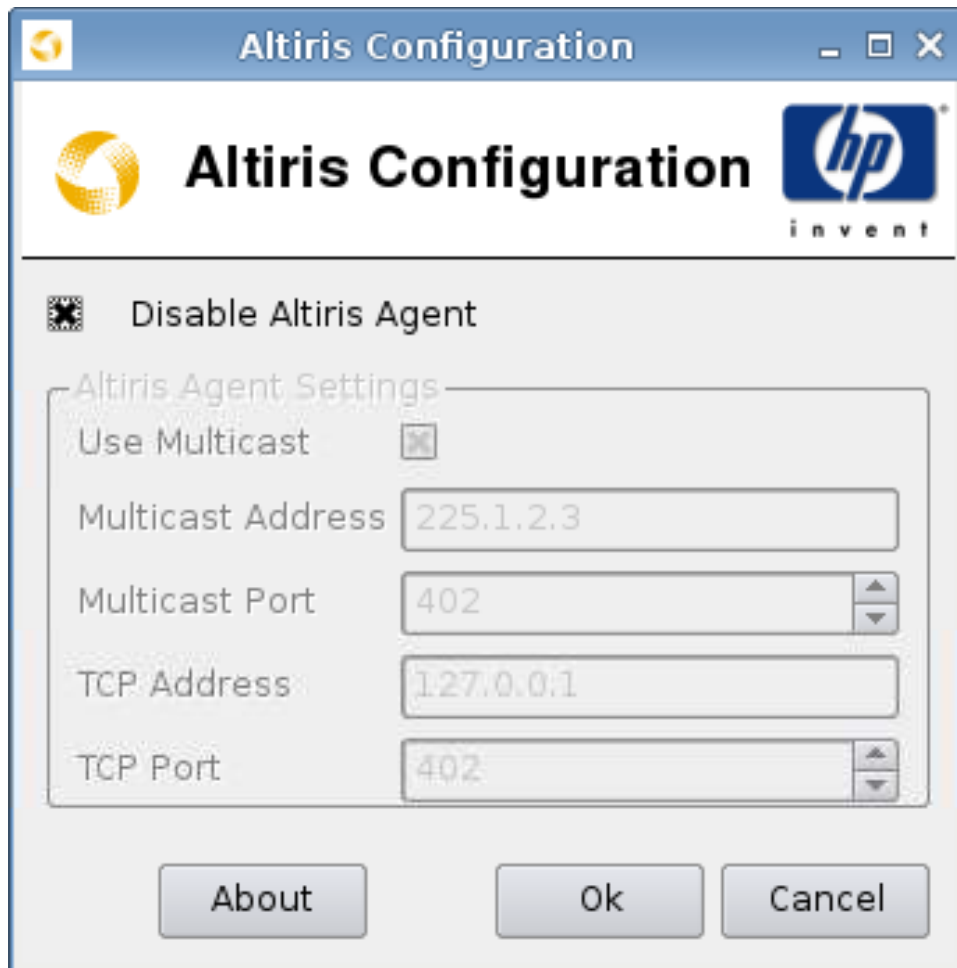 Altiris Configuration
Altiris Configuration
hp
invent
Disable Altiris Agent
Altiris Agent Settings
Use Multicast
Multicast Address 225.1.2.3
Multicast Port 402
TCP Address 127.0.0.1
TCP Port 402
About Ok Cancel